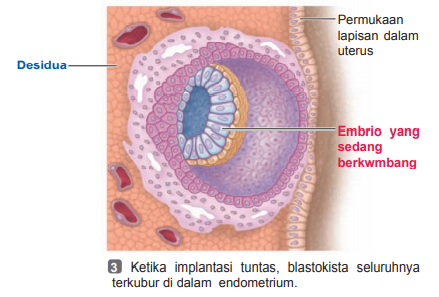 Permukaan
lapisan dalam
uterus
Desidua
Embrio yang
sedang
berkwmbang
3 Ketika implantasi tuntas, blastokista seluruhnya
terkubur di dalam endometrium.